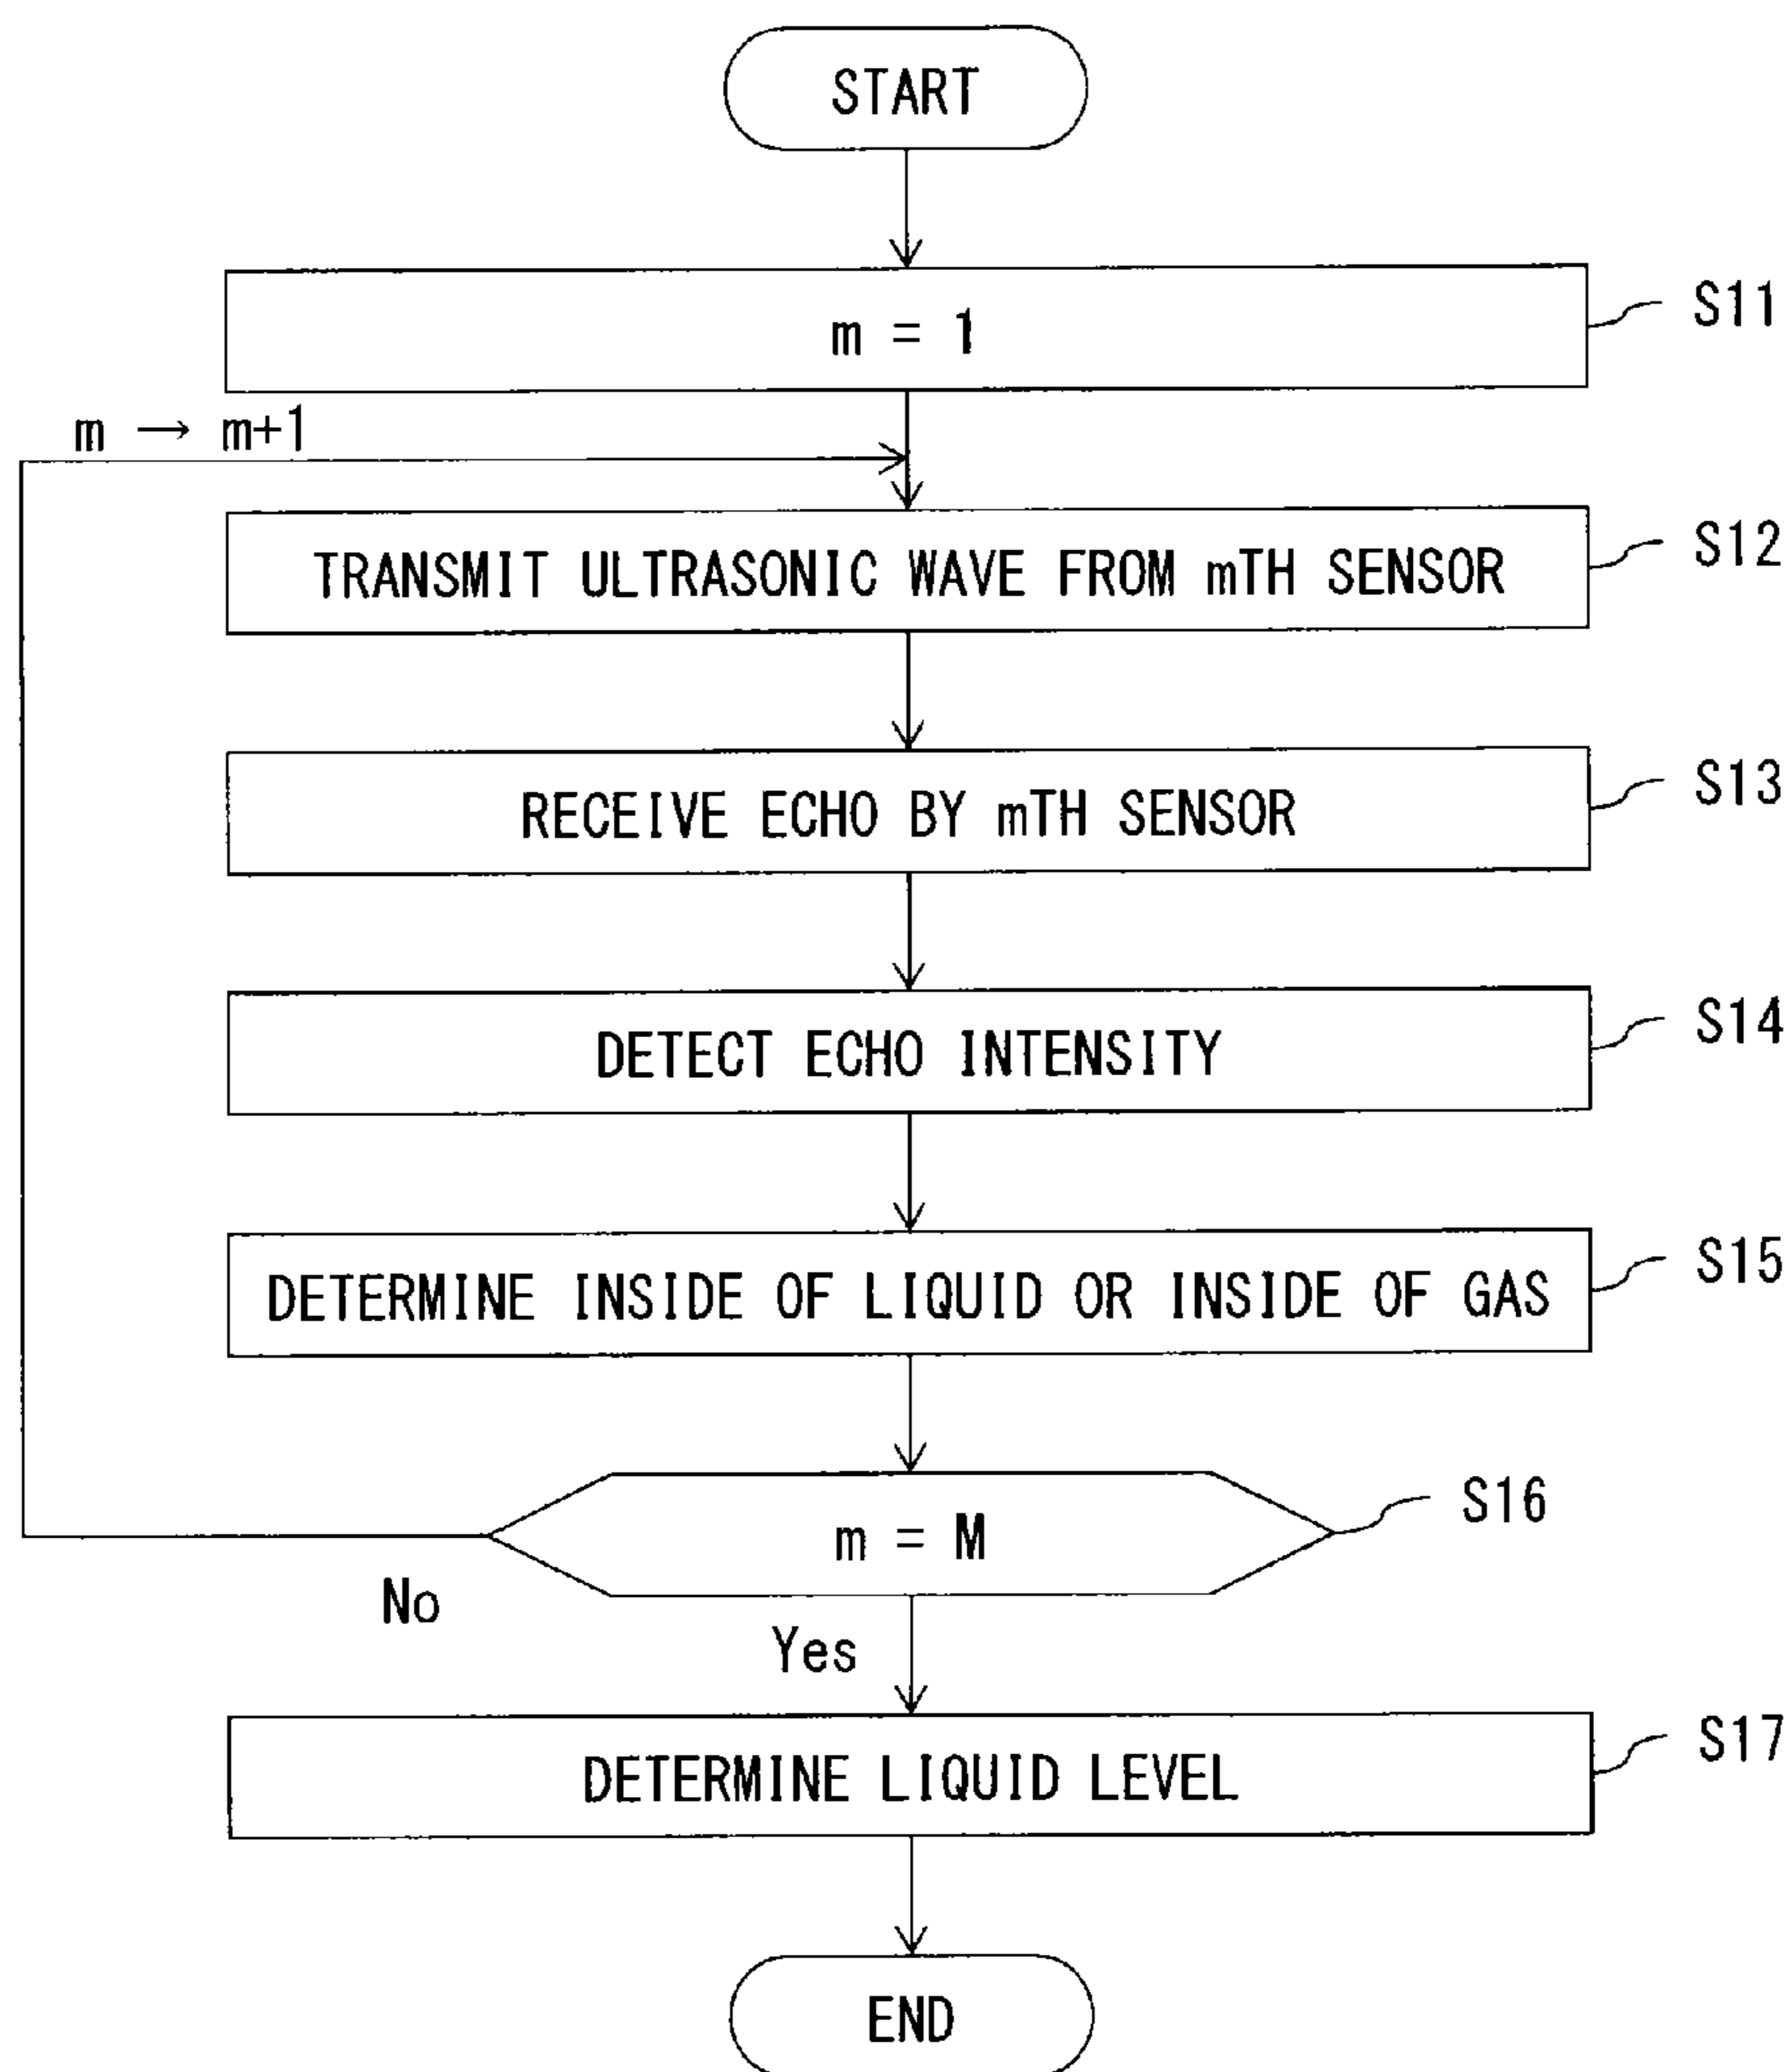 START
m = 1
S11
m → m+1
TRANSMIT ULTRASONIC WAVE FROM mTH SENSOR
S12
RECEIVE ECHO BY mTH SENSOR
S13
DETECT ECHO INTENSITY
S14
DETERMINE INSIDE OF LIQUID OR INSIDE OF GAS
S15
m = M
S16
No
Yes
DETERMINE LIQUID LEVEL
S17
END